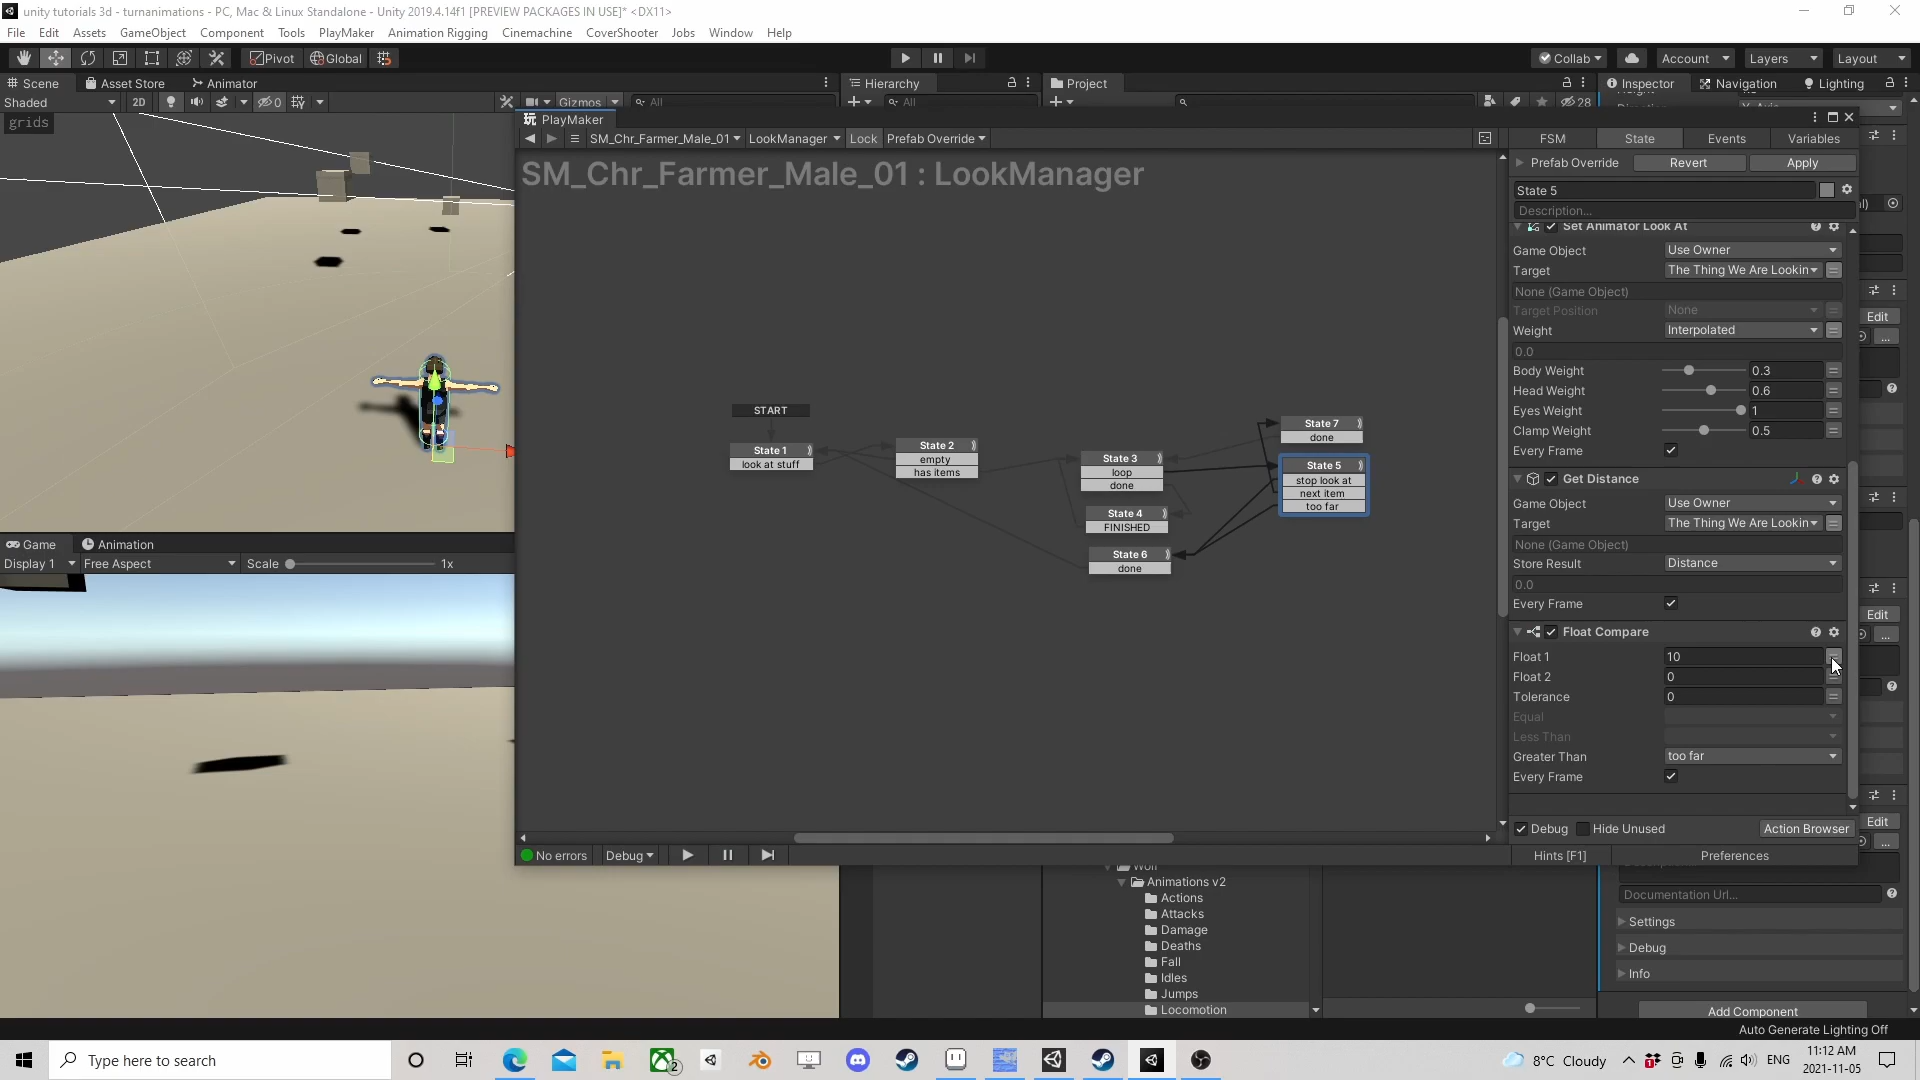 unity tutorials 3d - turnanimations - PC, Mac & Linux Standalone - Unity 2019.4.14f1 [PREVIEW PACKAGES IN USE]* <DX11>
File Edit Assets GameObject Component Tools PlayMaker Animation Rigging Cinemachine CoverShooter Jobs Window Help
Pivot Global Collab Account Layers Layout
Scene Asset Store Animator Hierarchy Project Inspector Navigation Lighting
Shaded 2D 0 Gizmos All All 28
grids
PlayMaker
SM_Chr_Farmer_Male_01 LookManager Lock Prefab Override FSM State Events Variables
Prefab Override Revert Apply
SM_Chr_Farmer_Male_01 : LookManager
State 5
Description...
Set Animator Look At
Game Object Use Owner
Target The Thing We Are Lookin
None (Game Object)
Target Position None
Weight Interpolated
0.0
Body Weight 0.3
Head Weight 0.6
Eyes Weight 1
Clamp Weight 0.5
Every Frame
Get Distance
Game Object Use Owner
Target The Thing We Are Lookin
None (Game Object)
Store Result Distance
0.0
Every Frame
Float Compare
Float 1 10
Float 2 0
Tolerance 0
Equal
Less Than
Greater Than too far
Every Frame
START
State 1
look at stuff
State 2
empty
has items
State 3
loop
done
State 4
FINISHED
State 6
done
State 7
done
State 5
stop look at
next item
too far
Edit
Edit
Edit
Game Animation
Display 1 Free Aspect Scale 1x
Debug Hide Unused Action Browser
No errors Debug Hints [F1] Preferences
Wolf
Animations v2
Actions
Attacks
Damage
Deaths
Fall
Idles
Jumps
Locomotion
Documentation Url...
Settings
Debug
Info
Add Component
Auto Generate Lighting Off
Type here to search
2
8°C Cloudy ENG 11:12 AM
2021-11-05